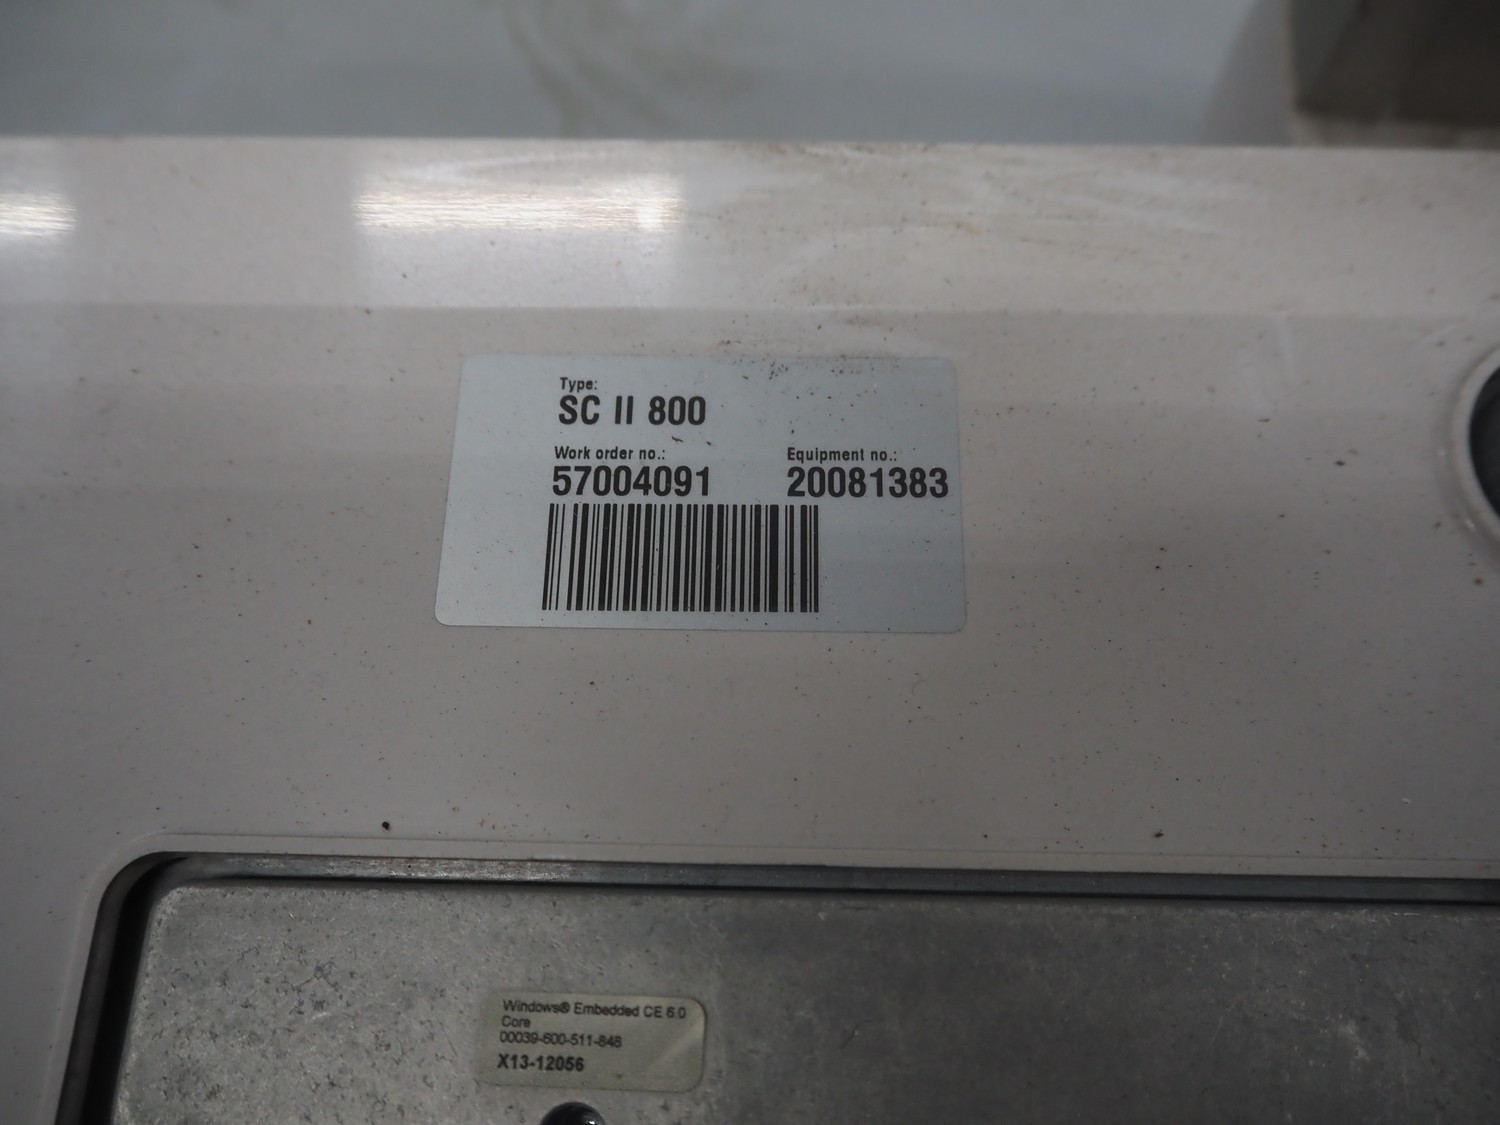 Type:
SC II 800
Work order no.: Equipment no.:
57004091 20081383
Windows® Embedded CE 6.0
Core
00039-600-511-848
X13-12056